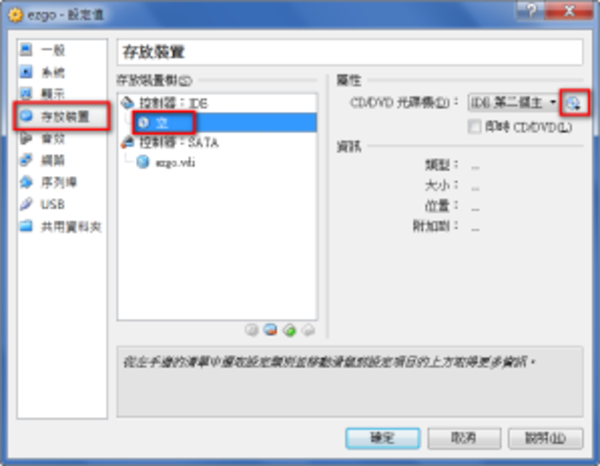 ezgo - 設定值
一般
系統
顯示
存放裝置
音效
網路
序列埠
USB
共用資料夾
存放裝置
存放裝置樹(S)
控制器：IDE
空
控制器：SATA
ezgo.vdi
屬性
CD/DVD 光碟機(D)： IDE 第二個主
即時 CD/DVD(L)
資訊
類型： ...
大小： ...
位置： ...
附加到： ...
從左手邊的清單中選取設定類別並移動滑鼠到設定項目的上方取得更多資訊。
確定
取消
說明(H)